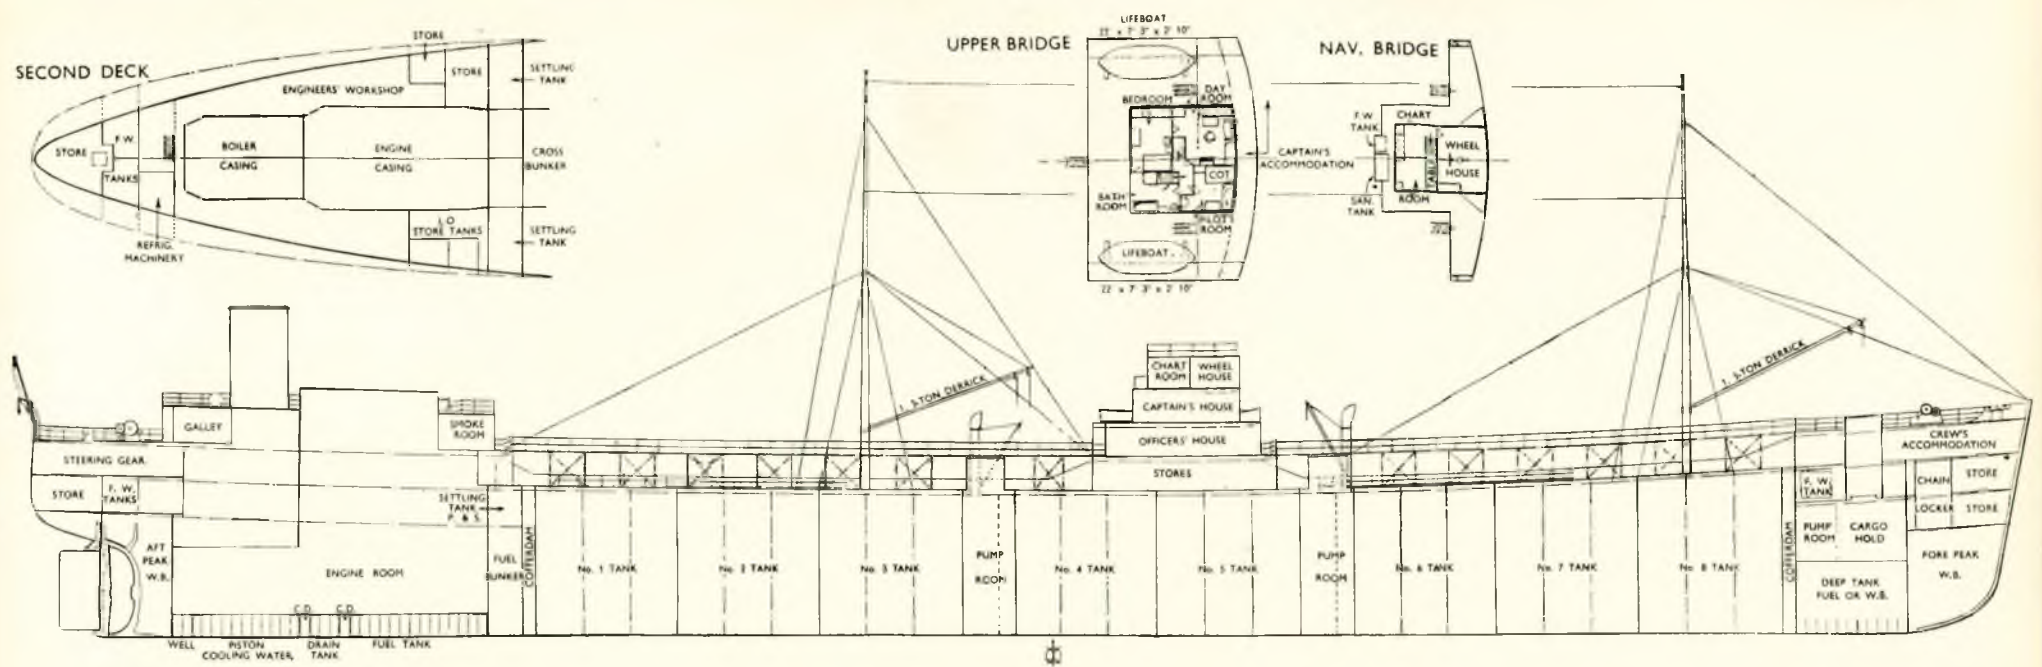 SECOND DECK
STORE
STORE
SETTLING
TANK
ENGINEERS' WORKSHOP
F.W.
STORE
TANKS
BOILER
CASING
ENGINE
CASING
CROSS
BUNKER
L.O.
STORE TANKS
SETTLING
TANK
REFRIG.
MACHINERY
UPPER BRIDGE
LIFEBOAT
22' x 7' 3" x 2' 10"
BEDROOM
DAY
ROOM
CAPTAIN'S
ACCOMMODATION
COT
BATH
ROOM
PILOT'S
ROOM
LIFEBOAT
22' x 7' 3" x 2' 10"
NAV. BRIDGE
F.W.
TANK
CHART
WHEEL
HOUSE
TABLE
SAN.
TANK
ROOM
GALLEY
SMOKE
ROOM
STEERING GEAR
STORE
F.W.
TANKS
SETTLING
TANK
P. & S.
AFT
PEAK
W.B.
ENGINE ROOM
FUEL
BUNKER
COFFERDAM
C.D. C.D.
WELL
PISTON
COOLING WATER
DRAIN
TANK
FUEL TANK
1. 5-TON DERRICK
CHART
ROOM
WHEEL
HOUSE
CAPTAIN'S HOUSE
OFFICERS' HOUSE
STORES
1. 5-TON DERRICK
No. 1 TANK
No. 2 TANK
No. 3 TANK
PUMP
ROOM
No. 4 TANK
No. 5 TANK
PUMP
ROOM
No. 6 TANK
No. 7 TANK
No. 8 TANK
COFFERDAM
CREW'S
ACCOMMODATION
F.W.
TANK
CHAIN
LOCKER
STORE
STORE
PUMP
ROOM
CARGO
HOLD
FORE PEAK
W.B.
DEEP TANK
FUEL OR W.B.